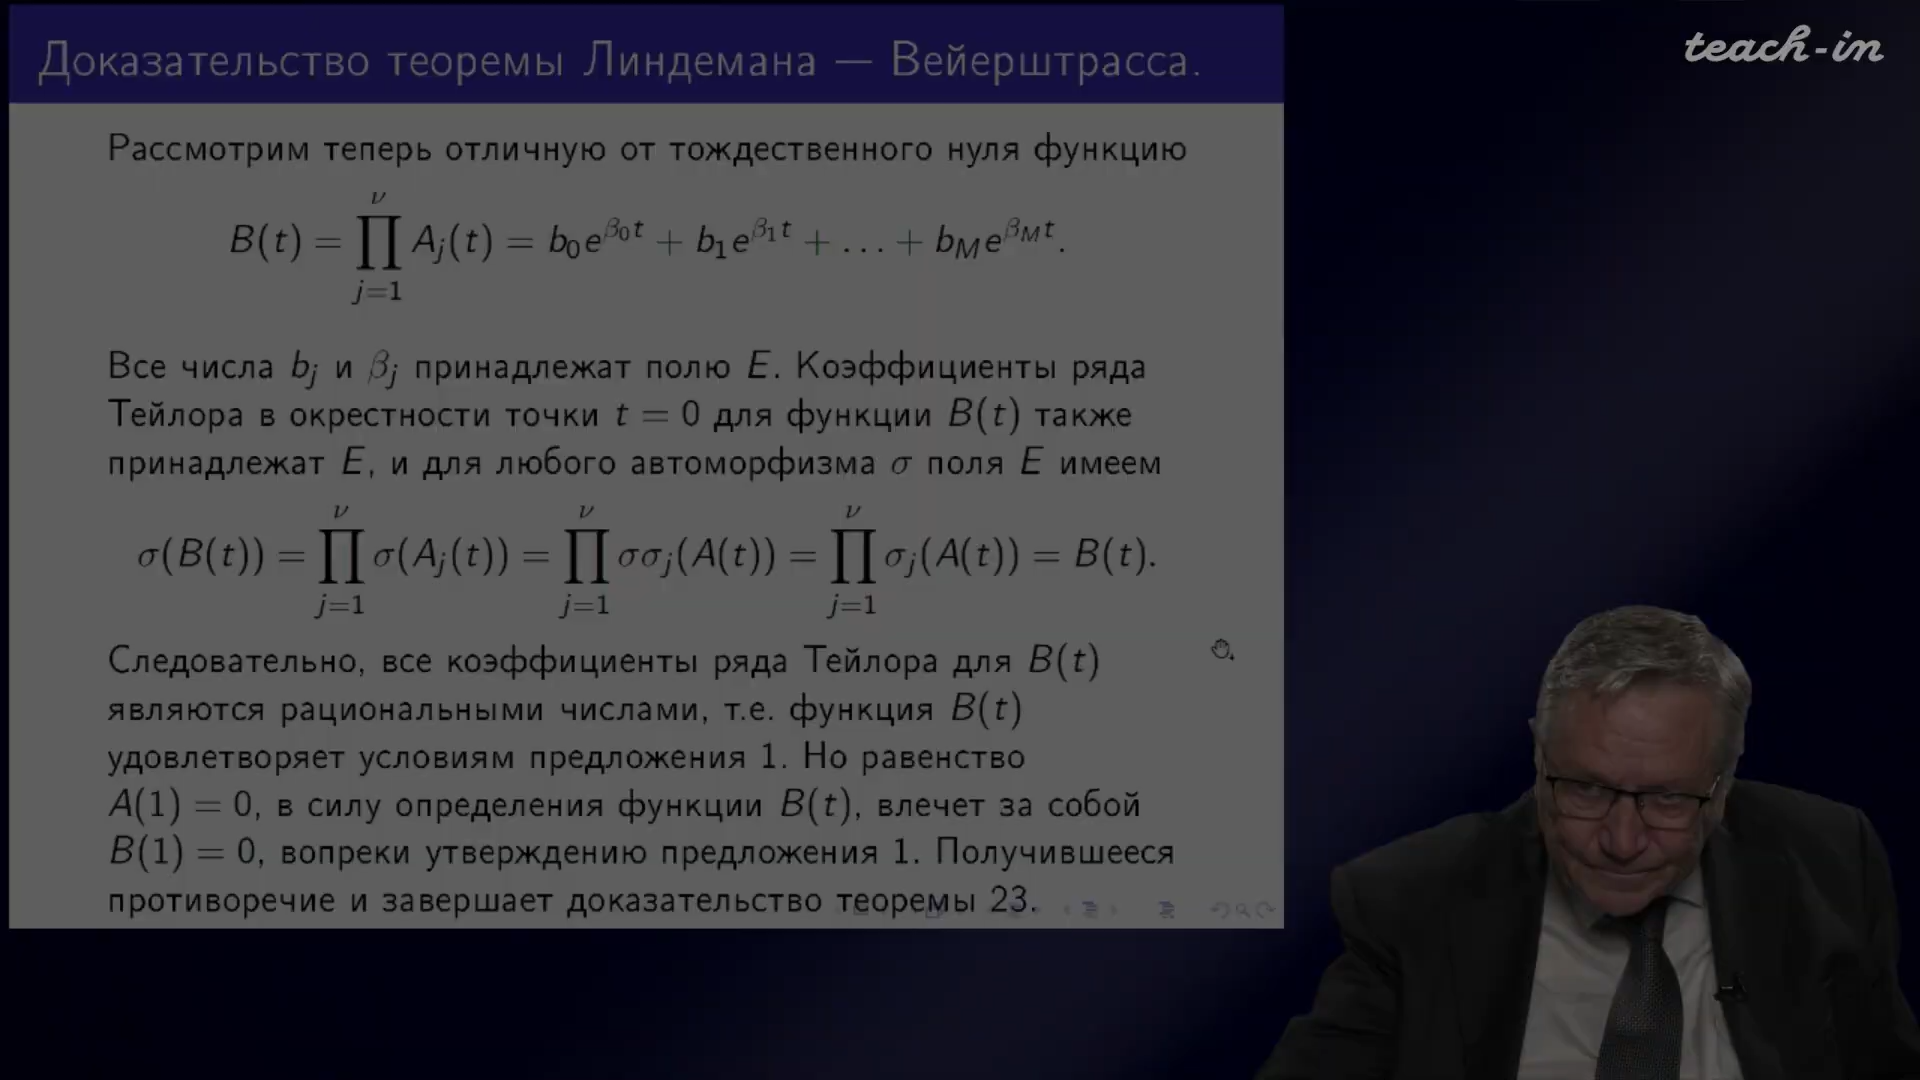 teach-in
Доказательство теоремы Линдемана — Вейерштрасса.
Рассмотрим теперь отличную от тождественного нуля функцию
B(t) = ∏_{j=1}^{ν} A_j(t) = b_0e^{β_0t} + b_1e^{β_1t} + … + b_Me^{β_Mt}.
Все числа b_j и β_j принадлежат полю E. Коэффициенты ряда
Тейлора в окрестности точки t = 0 для функции B(t) также
принадлежат E, и для любого автоморфизма σ поля E имеем
σ(B(t)) = ∏_{j=1}^{ν} σ(A_j(t)) = ∏_{j=1}^{ν} σσ_j(A(t)) = ∏_{j=1}^{ν} σ_j(A(t)) = B(t).
Следовательно, все коэффициенты ряда Тейлора для B(t)
являются рациональными числами, т.е. функция B(t)
удовлетворяет условиям предложения 1. Но равенство
A(1) = 0, в силу определения функции B(t), влечет за собой
B(1) = 0, вопреки утверждению предложения 1. Получившееся
противоречие и завершает доказательство теоремы 23.